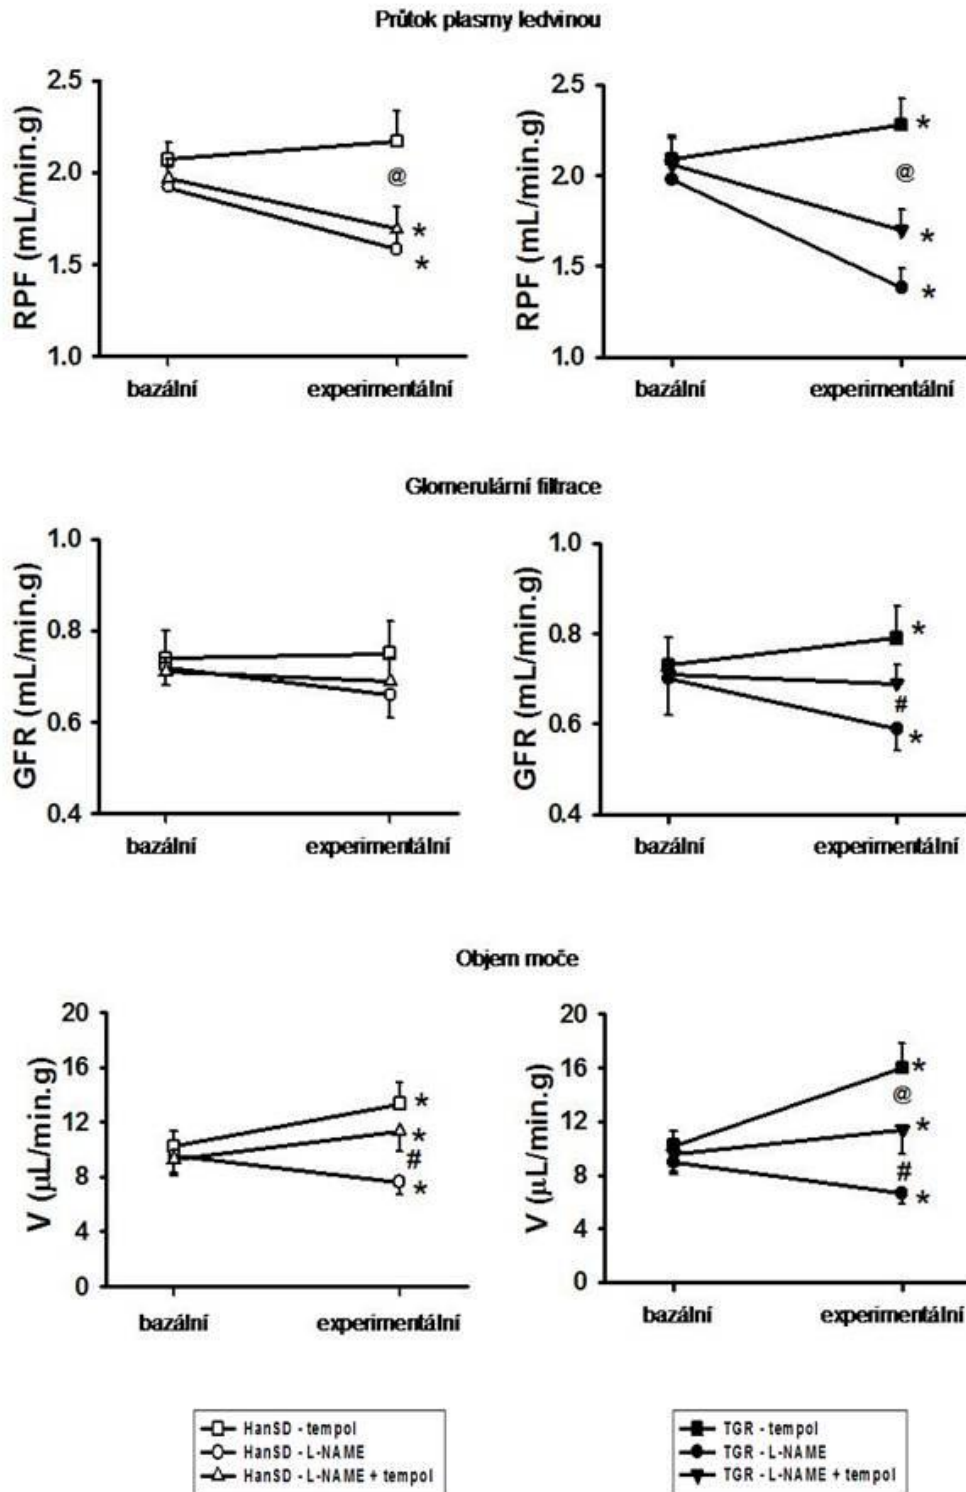 Průtok plasmy ledvinou
RPF (mL/min.g)
2.5
2.0
1.5
1.0
@
*
*
bazální
experimentální
RPF (mL/min.g)
2.5
2.0
1.5
1.0
*
@
*
*
bazální
experimentální
Glomerulární filtrace
GFR (mL/min.g)
1.0
0.8
0.6
0.4
bazální
experimentální
GFR (mL/min.g)
1.0
0.8
0.6
0.4
*
#
*
bazální
experimentální
Objem moče
V (µL/min.g)
20
16
12
8
4
0
*
*
#
*
bazální
experimentální
V (µL/min.g)
20
16
12
8
4
0
*
@
*
#
*
bazální
experimentální
HanSD - tempol
HanSD - L-NAME
HanSD - L-NAME + tempol
TGR - tempol
TGR - L-NAME
TGR - L-NAME + tempol